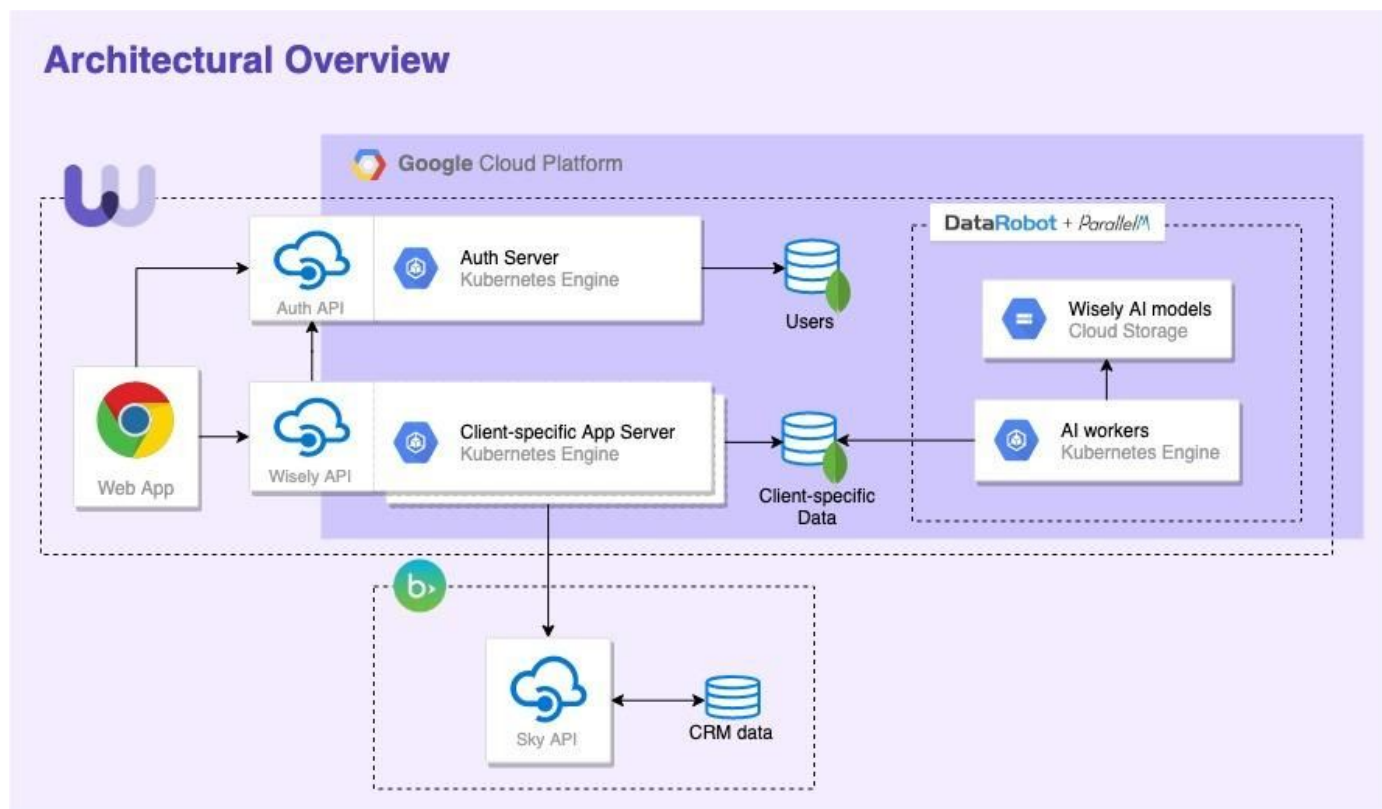 Architectural Overview
Google Cloud Platform
DataRobot + ParallelM
Auth API
Auth Server
Kubernetes Engine
Users
Wisely AI models
Cloud Storage
Web App
Wisely API
Client-specific App Server
Kubernetes Engine
Client-specific
Data
AI workers
Kubernetes Engine
b›
Sky API
CRM data